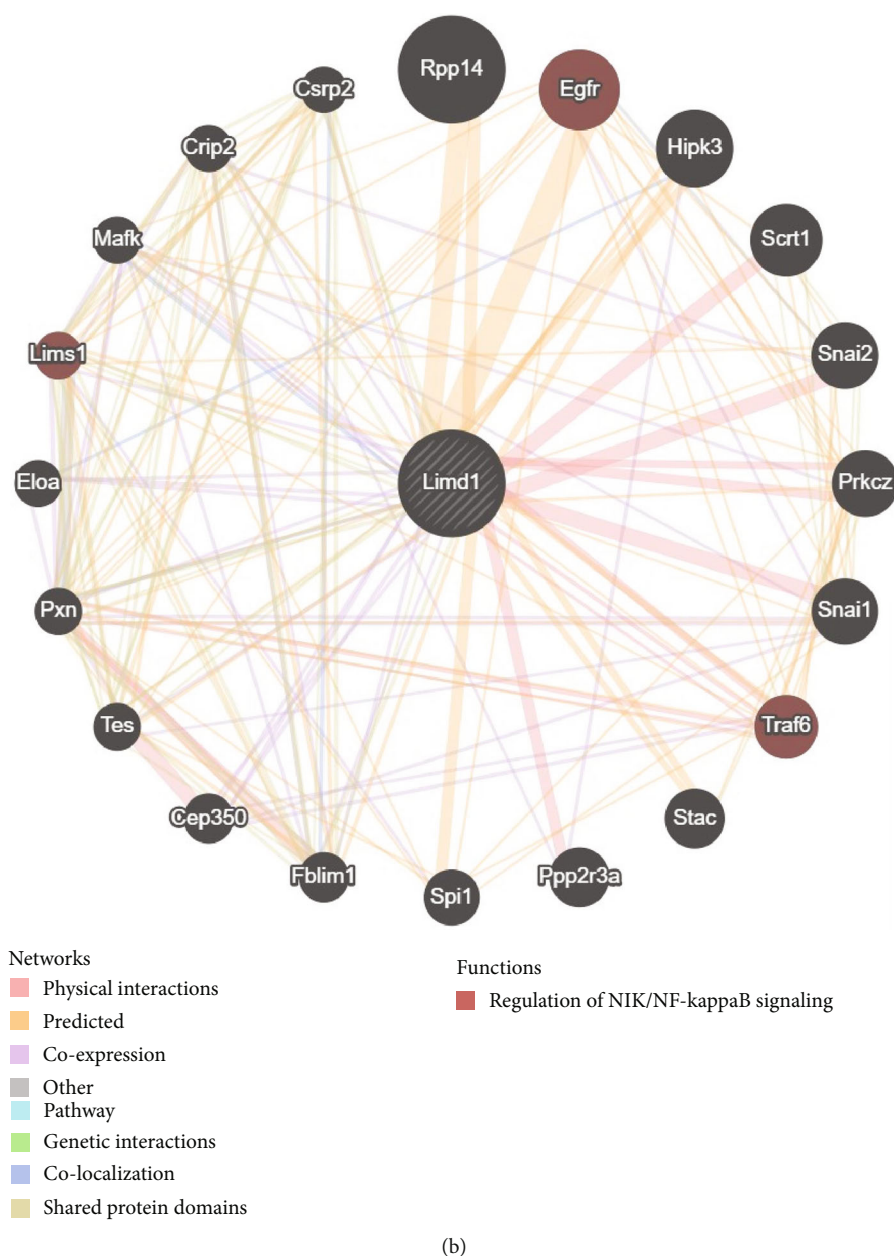 Rpp14
Egfr
Csrp2
Hipk3
Crip2
Scrt1
Mafk
Snai2
Lims1
Limd1
Eloa
Prkcz
Pxn
Snai1
Tes
Traf6
Cep350
Stac
Fblim1
Spi1
Ppp2r3a
Networks
Physical interactions
Predicted
Co-expression
Other
Pathway
Genetic interactions
Co-localization
Shared protein domains
Functions
Regulation of NIK/NF-kappaB signaling
(b)